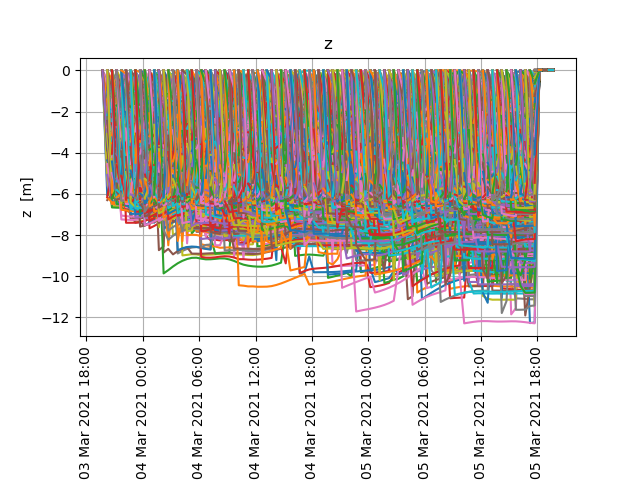 z
0
−2
−4
−6
−8
−10
−12
z [m]
03 Mar 2021 18:00
04 Mar 2021 00:00
04 Mar 2021 06:00
04 Mar 2021 12:00
04 Mar 2021 18:00
05 Mar 2021 00:00
05 Mar 2021 06:00
05 Mar 2021 12:00
05 Mar 2021 18:00